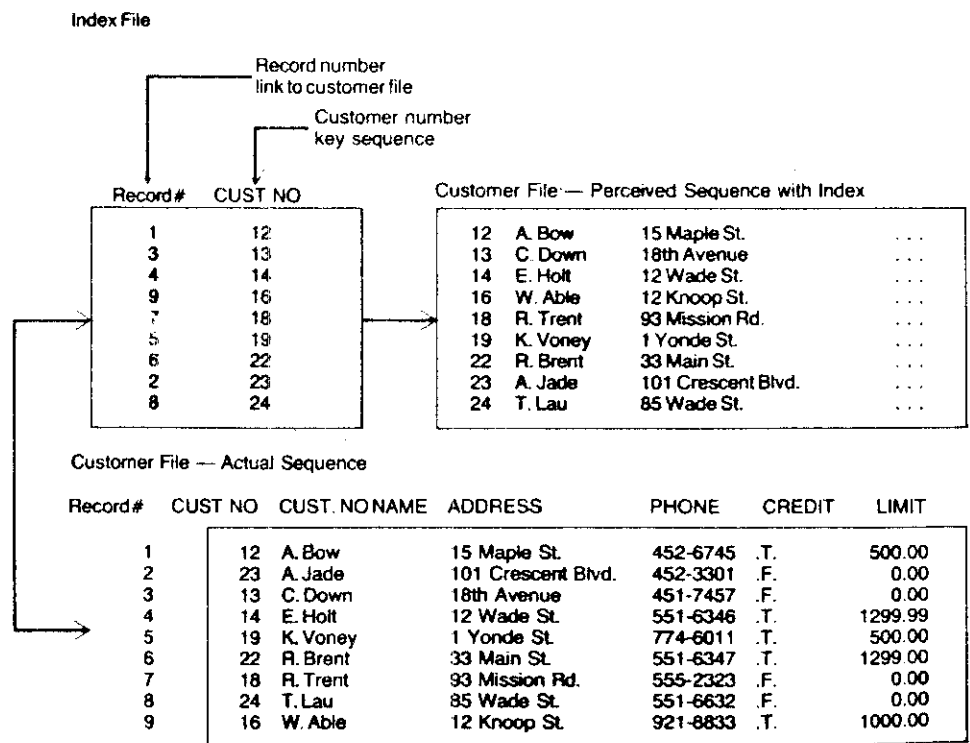 Index File
Record number
link to customer file
Customer number
key sequence
Record# CUST NO
1 12
3 13
4 14
9 16
7 18
5 19
6 22
2 23
8 24
Customer File — Perceived Sequence with Index
12 A. Bow 15 Maple St. ...
13 C. Down 18th Avenue ...
14 E. Holt 12 Wade St. ...
16 W. Able 12 Knoop St. ...
18 R. Trent 93 Mission Rd. ...
19 K. Voney 1 Yonde St. ...
22 R. Brent 33 Main St. ...
23 A. Jade 101 Crescent Blvd. ...
24 T. Lau 85 Wade St. ...
Customer File — Actual Sequence
Record# CUST NO CUST. NO NAME ADDRESS PHONE CREDIT LIMIT
1 12 A. Bow 15 Maple St. 452-6745 .T. 500.00
2 23 A. Jade 101 Crescent Blvd. 452-3301 .F. 0.00
3 13 C. Down 18th Avenue 451-7457 .F. 0.00
4 14 E. Holt 12 Wade St. 551-6346 .T. 1299.99
5 19 K. Voney 1 Yonde St. 774-6011 .T. 500.00
6 22 R. Brent 33 Main St. 551-6347 .T. 1299.00
7 18 R. Trent 93 Mission Rd. 555-2323 .F. 0.00
8 24 T. Lau 85 Wade St. 551-6632 .F. 0.00
9 16 W. Able 12 Knoop St. 921-8833 .T. 1000.00